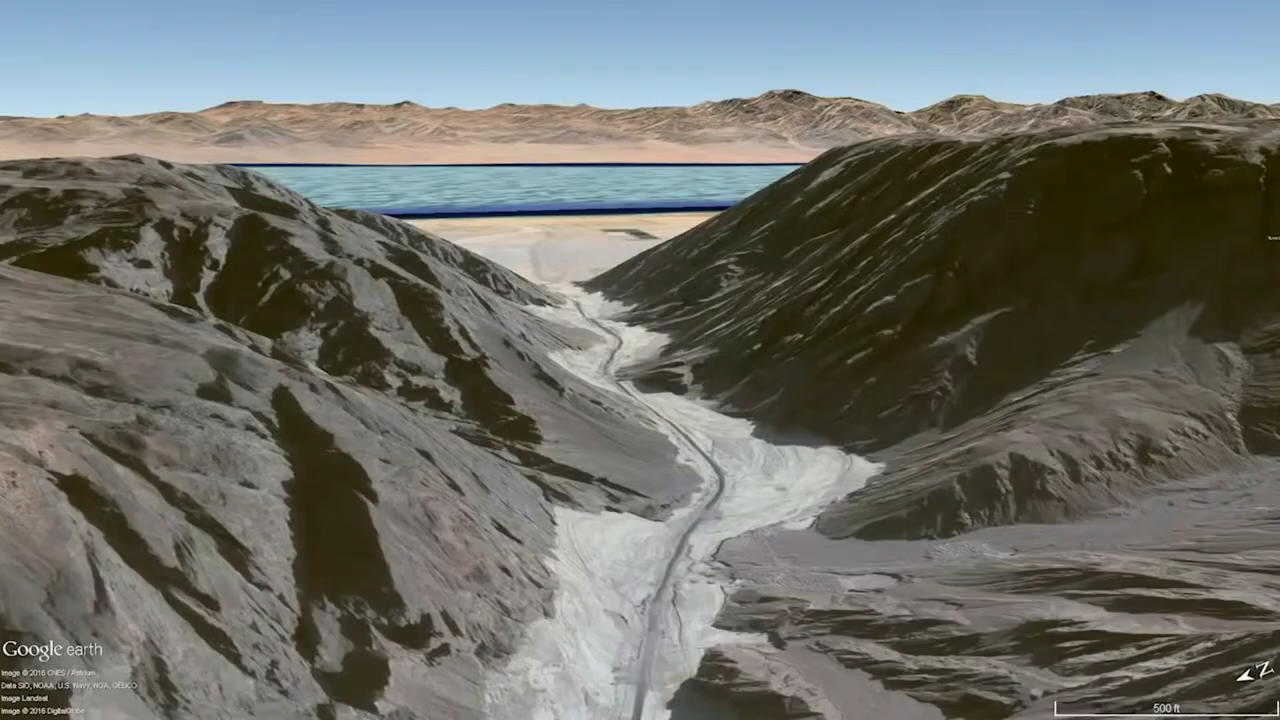 Google earth
Image © 2016 CNES / Astrium
Data SIO, NOAA, U.S. Navy, NGA, GEBCO
Image Landsat
Image © 2016 DigitalGlobe
N
500 ft